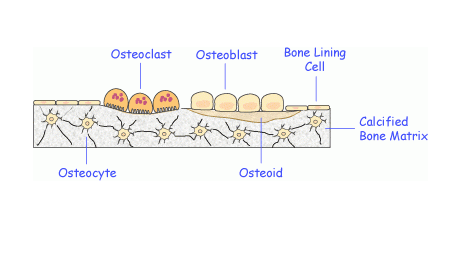 Osteoclast
Osteoblast
Bone Lining
Cell
Calcified
Bone Matrix
Osteocyte
Osteoid